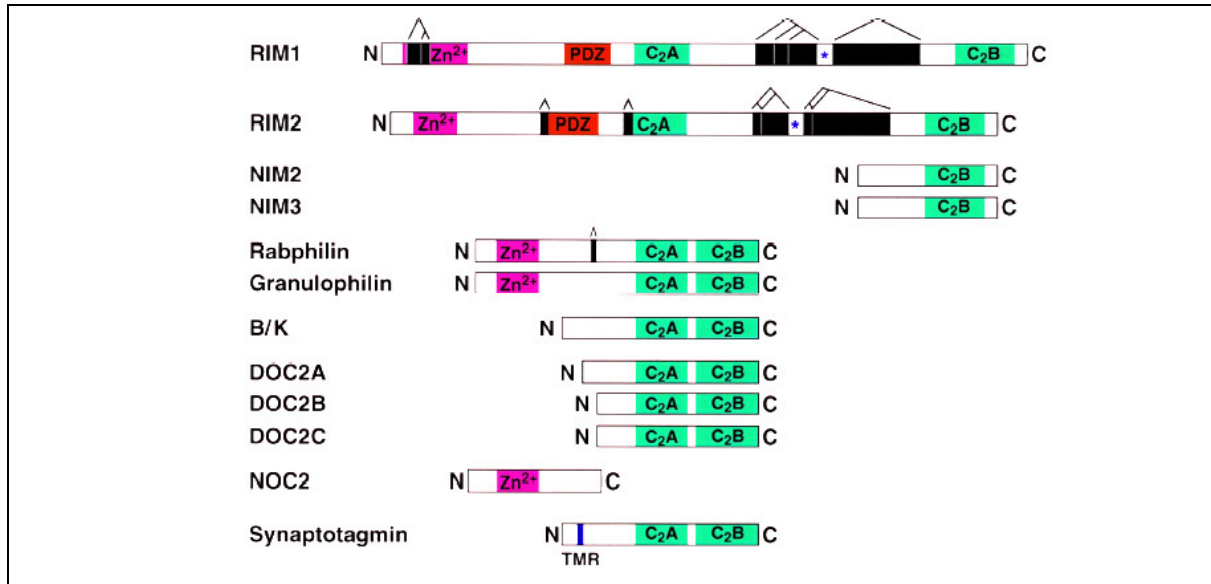 RIM1 N Zn2+ PDZ C2A * C2B C
RIM2 N Zn2+ PDZ C2A * C2B C
NIM2 N C2B C
NIM3 N C2B C
Rabphilin N Zn2+ C2A C2B C
Granulophilin N Zn2+ C2A C2B C
B/K N C2A C2B C
DOC2A N C2A C2B C
DOC2B N C2A C2B C
DOC2C N C2A C2B C
NOC2 N Zn2+ C
Synaptotagmin N C2A C2B C
TMR